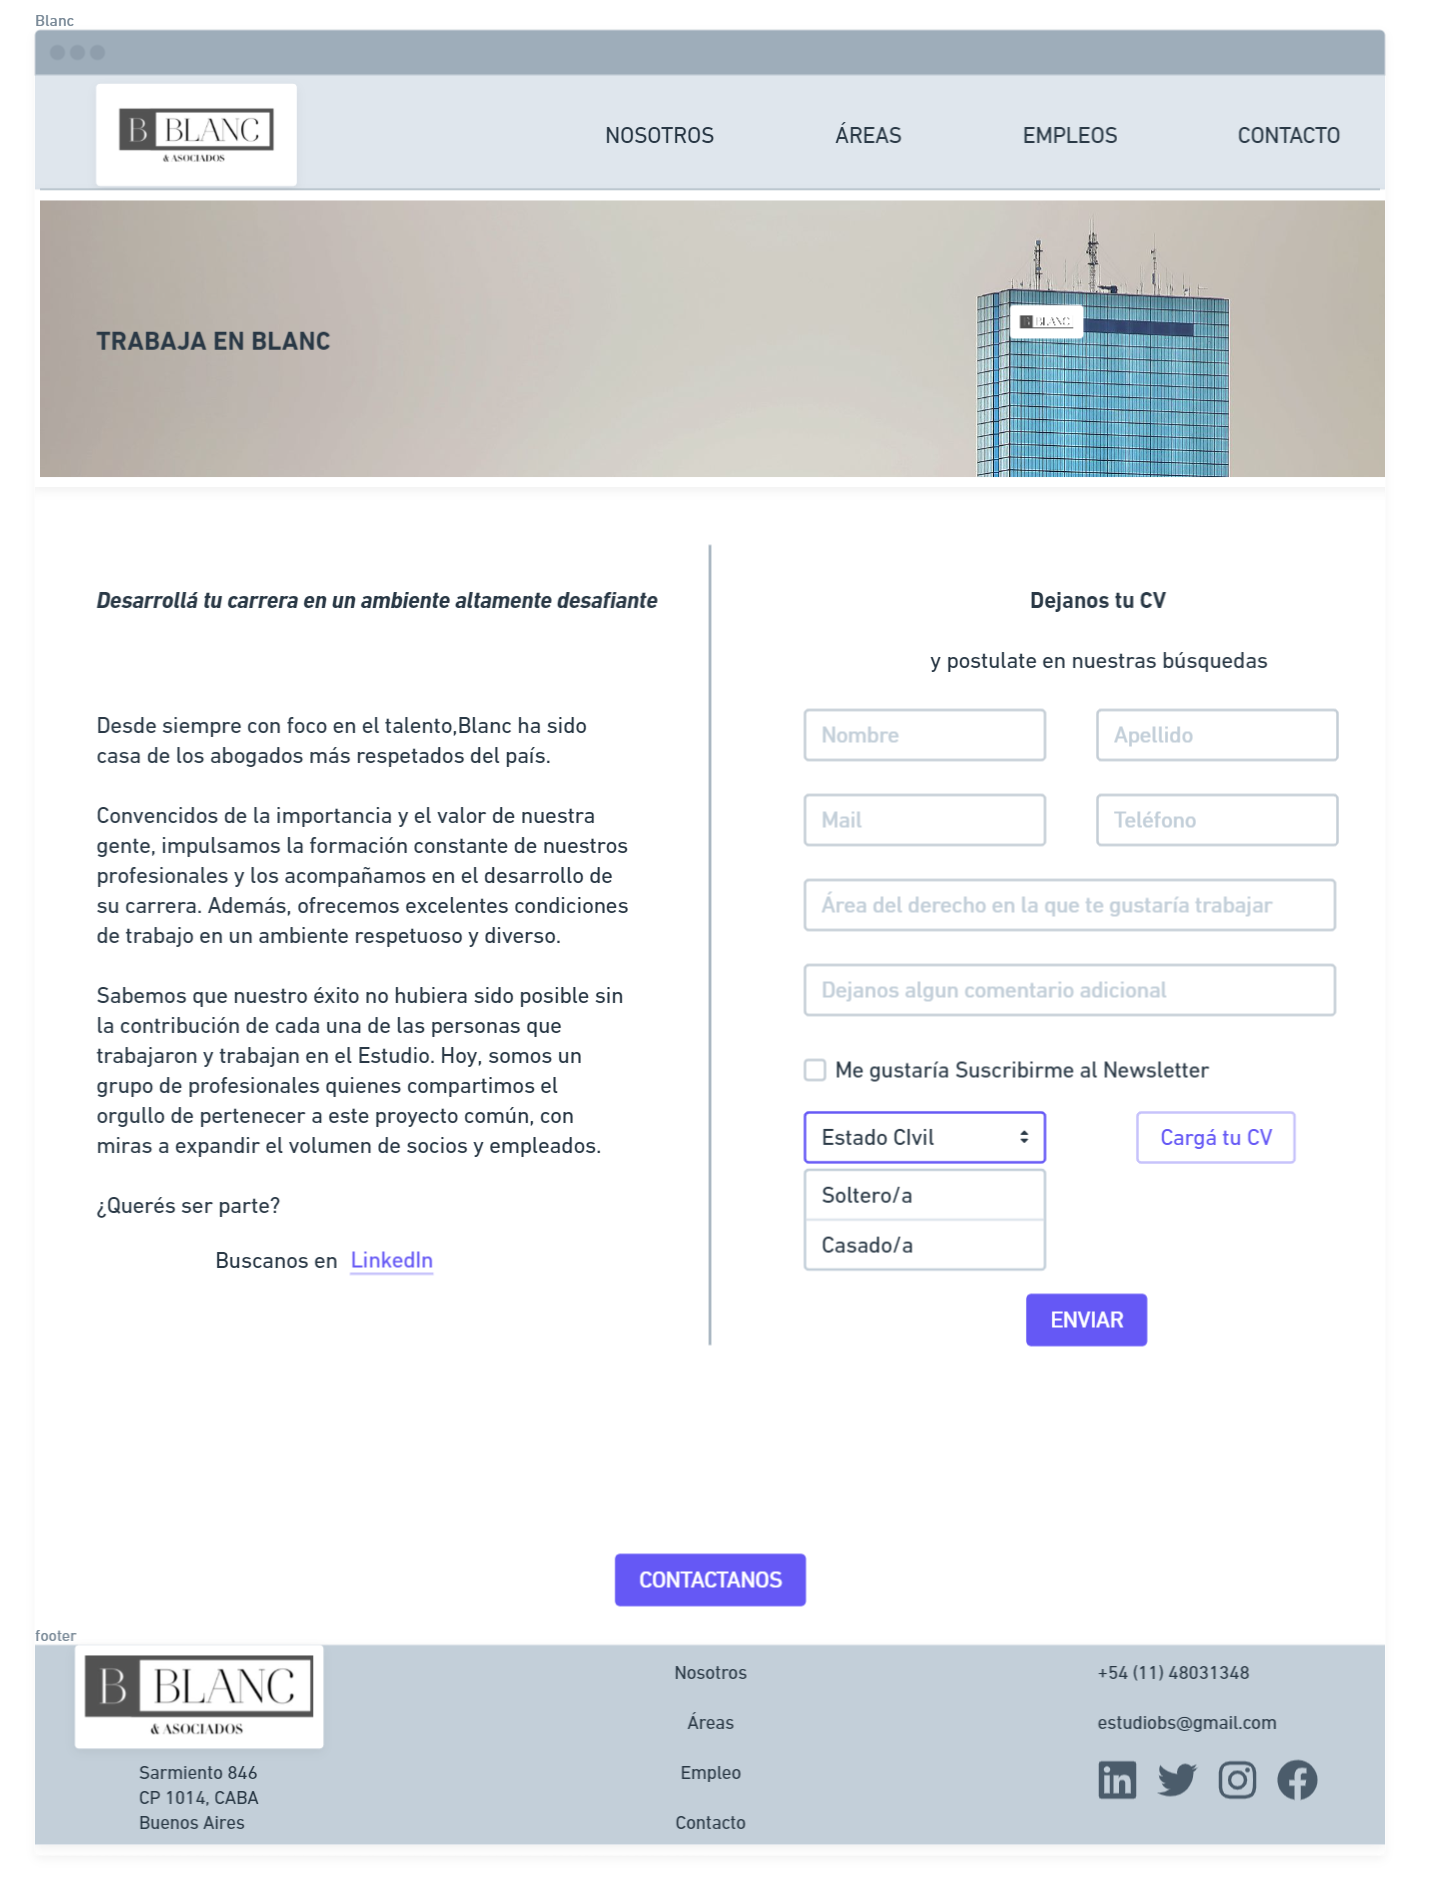 Blanc
B BLANC
& ASOCIADOS
NOSOTROS
ÁREAS
EMPLEOS
CONTACTO
TRABAJA EN BLANC
B BLANC
Desarrollá tu carrera en un ambiente altamente desafiante
Desde siempre con foco en el talento,Blanc ha sido
casa de los abogados más respetados del país.
Convencidos de la importancia y el valor de nuestra
gente, impulsamos la formación constante de nuestros
profesionales y los acompañamos en el desarrollo de
su carrera. Además, ofrecemos excelentes condiciones
de trabajo en un ambiente respetuoso y diverso.
Sabemos que nuestro éxito no hubiera sido posible sin
la contribución de cada una de las personas que
trabajaron y trabajan en el Estudio. Hoy, somos un
grupo de profesionales quienes compartimos el
orgullo de pertenecer a este proyecto común, con
miras a expandir el volumen de socios y empleados.
¿Querés ser parte?
Buscanos en LinkedIn
Dejanos tu CV
y postulate en nuestras búsquedas
Nombre
Apellido
Mail
Teléfono
Área del derecho en la que te gustaría trabajar
Dejanos algun comentario adicional
Me gustaría Suscribirme al Newsletter
Estado CIvil
Cargá tu CV
Soltero/a
Casado/a
ENVIAR
CONTACTANOS
footer
B BLANC
& ASOCIADOS
Sarmiento 846
CP 1014, CABA
Buenos Aires
Nosotros
Áreas
Empleo
Contacto
+54 (11) 48031348
estudiobs@gmail.com
in